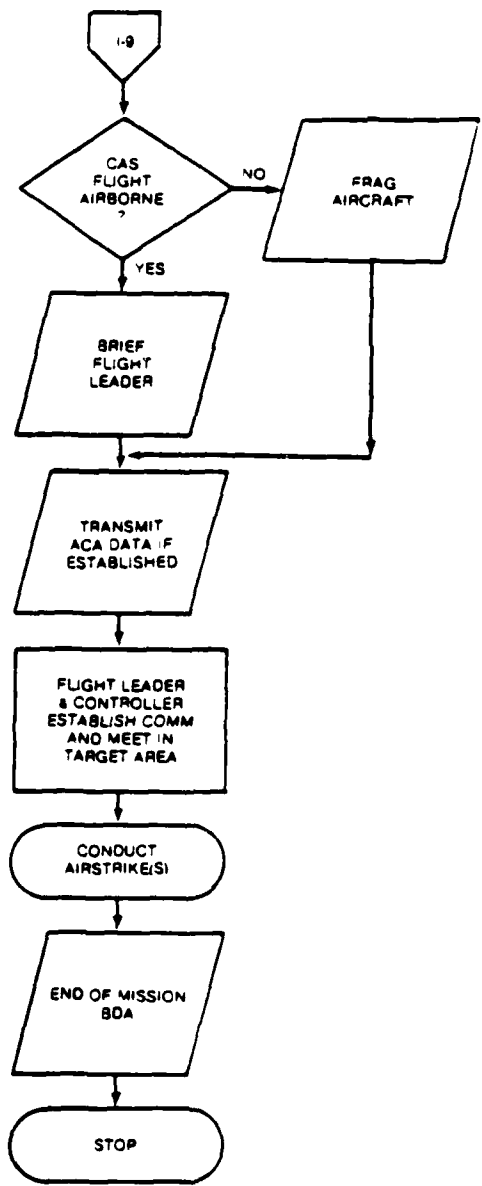 I-9
CAS
FLIGHT
AIRBORNE
?
NO
FRAG
AIRCRAFT
YES
BRIEF
FLIGHT
LEADER
TRANSMIT
ACA DATA IF
ESTABLISHED
FLIGHT LEADER
& CONTROLLER
ESTABLISH COMM
AND MEET IN
TARGET AREA
CONDUCT
AIRSTRIKE(S)
END OF MISSION
BDA
STOP